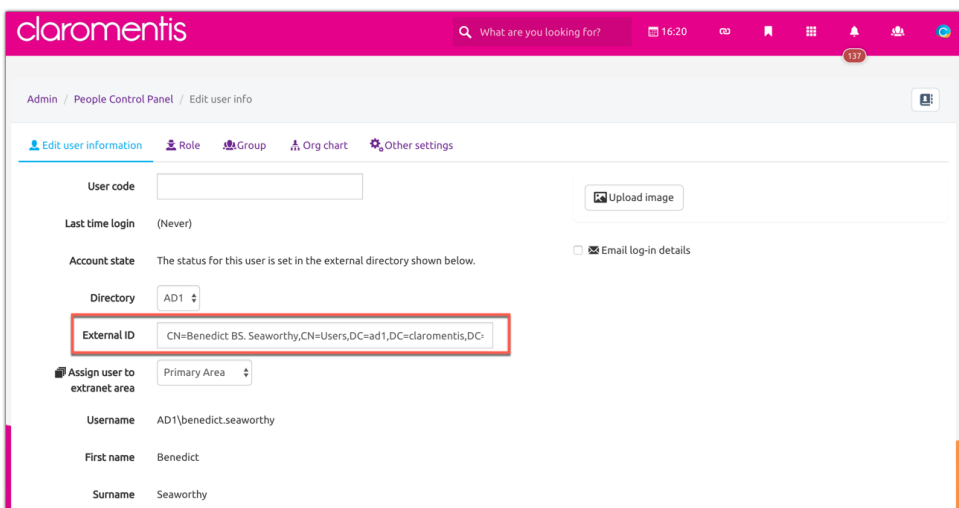 claromentis
What are you looking for?
16:20
137
Admin / People Control Panel / Edit user info
Edit user information Role Group Org chart Other settings
User code
Upload image
Last time login (Never)
Email log-in details
Account state The status for this user is set in the external directory shown below.
Directory AD1
External ID CN=Benedict BS. Seaworthy,CN=Users,DC=ad1,DC=claromentis,DC=
Assign user to Primary Area
extranet area
Username AD1\benedict.seaworthy
First name Benedict
Surname Seaworthy